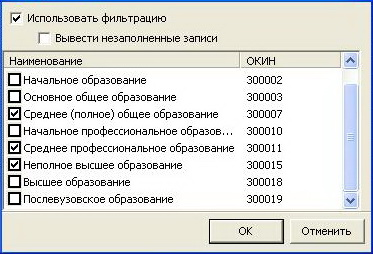 Использовать фильтрацию
Вывести незаполненные записи
Наименование ОКИН
Начальное образование 300002
Основное общее образование 300003
Среднее (полное) общее образование 300007
Начальное профессиональное образов... 300010
Среднее профессиональное образование 300011
Неполное высшее образование 300015
Высшее образование 300018
Послевузовское образование 300019
OK Отменить